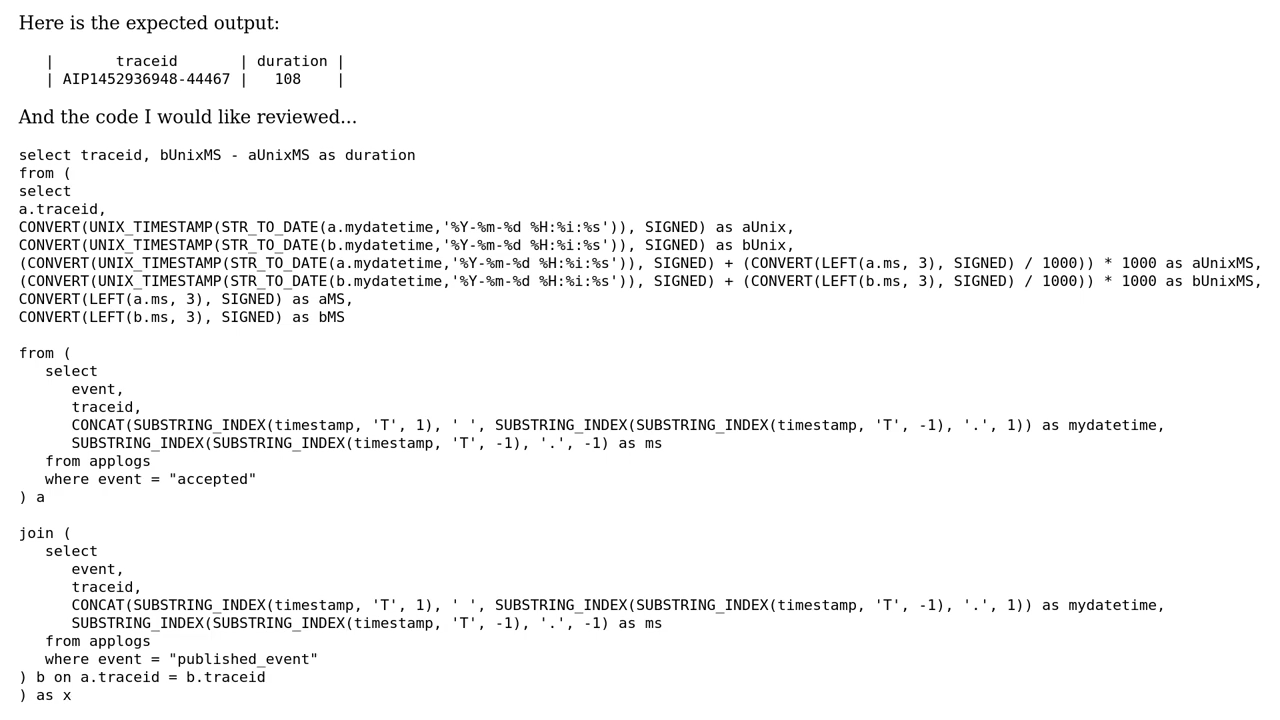 Here is the expected output:
|       traceid       | duration |
| AIP1452936948-44467 |   108    |
And the code I would like reviewed...
select traceid, bUnixMS - aUnixMS as duration
from (
select
a.traceid,
CONVERT(UNIX_TIMESTAMP(STR_TO_DATE(a.mydatetime,'%Y-%m-%d %H:%i:%s')), SIGNED) as aUnix,
CONVERT(UNIX_TIMESTAMP(STR_TO_DATE(b.mydatetime,'%Y-%m-%d %H:%i:%s')), SIGNED) as bUnix,
(CONVERT(UNIX_TIMESTAMP(STR_TO_DATE(a.mydatetime,'%Y-%m-%d %H:%i:%s')), SIGNED) + (CONVERT(LEFT(a.ms, 3), SIGNED) / 1000)) * 1000 as aUnixMS,
(CONVERT(UNIX_TIMESTAMP(STR_TO_DATE(b.mydatetime,'%Y-%m-%d %H:%i:%s')), SIGNED) + (CONVERT(LEFT(b.ms, 3), SIGNED) / 1000)) * 1000 as bUnixMS,
CONVERT(LEFT(a.ms, 3), SIGNED) as aMS,
CONVERT(LEFT(b.ms, 3), SIGNED) as bMS
from (
   select
      event,
      traceid,
      CONCAT(SUBSTRING_INDEX(timestamp, 'T', 1), ' ', SUBSTRING_INDEX(SUBSTRING_INDEX(timestamp, 'T', -1), '.', 1)) as mydatetime,
      SUBSTRING_INDEX(SUBSTRING_INDEX(timestamp, 'T', -1), '.', -1) as ms
   from applogs
   where event = "accepted"
) a
join (
   select
      event,
      traceid,
      CONCAT(SUBSTRING_INDEX(timestamp, 'T', 1), ' ', SUBSTRING_INDEX(SUBSTRING_INDEX(timestamp, 'T', -1), '.', 1)) as mydatetime,
      SUBSTRING_INDEX(SUBSTRING_INDEX(timestamp, 'T', -1), '.', -1) as ms
   from applogs
   where event = "published_event"
) b on a.traceid = b.traceid
) as x